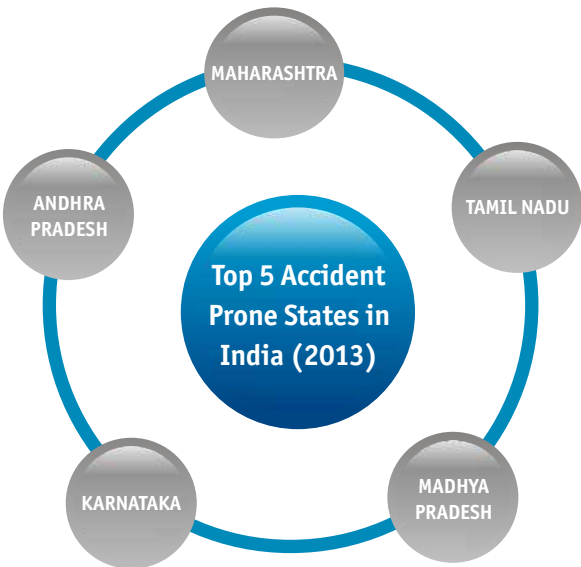 MAHARASHTRA
TAMIL NADU
MADHYA
PRADESH
KARNATAKA
ANDHRA
PRADESH
Top 5 Accident
Prone States in
India (2013)